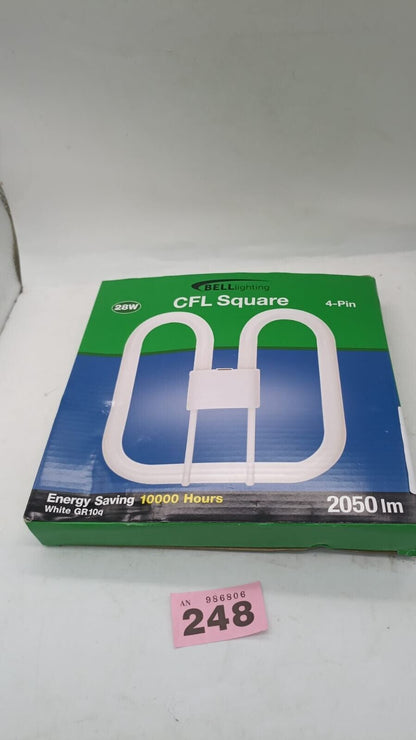 BELLlighting
28W
CFL Square
4-Pin
Energy Saving 10000 Hours
White GR10q
2050 lm
AN 986806
248